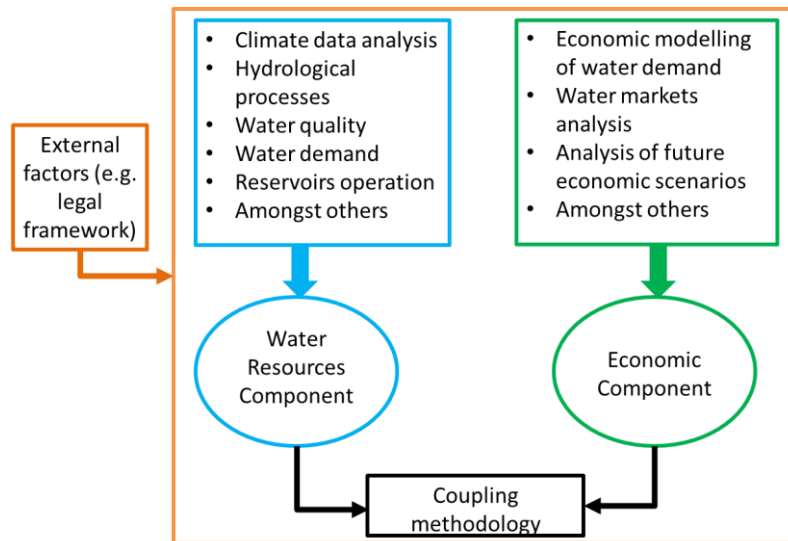 External
factors (e.g.
legal
framework)
• Climate data analysis
• Hydrological
processes
• Water quality
• Water demand
• Reservoirs operation
• Amongst others
• Economic modelling
of water demand
• Water markets
analysis
• Analysis of future
economic scenarios
• Amongst others
Water
Resources
Component
Economic
Component
Coupling
methodology